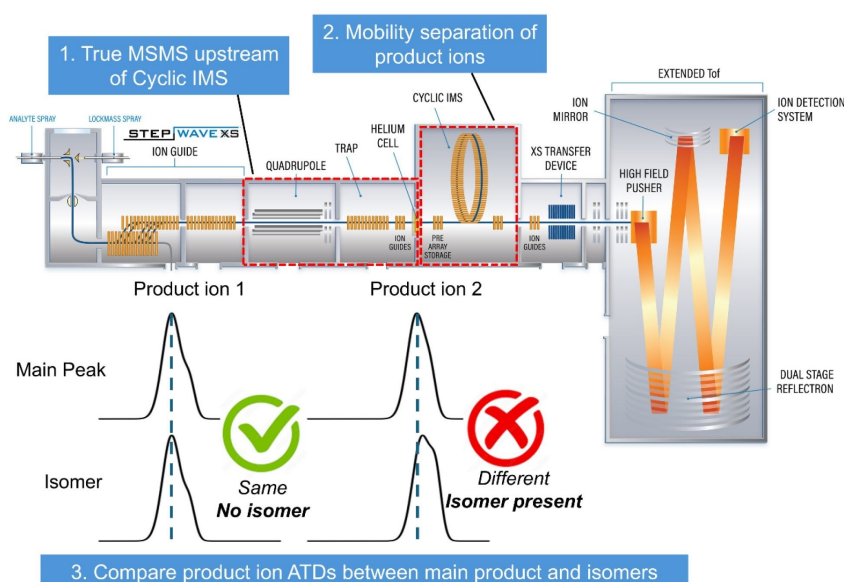 1. True MSMS upstream
of Cyclic IMS
2. Mobility separation of
product ions
ANALYTE SPRAY
LOCKMASS SPRAY
STEPWAVE XS
ION GUIDE
QUADRUPOLE
TRAP
HELIUM
CELL
CYCLIC IMS
ION
GUIDES
PRE
ARRAY
STORAGE
ION
GUIDES
XS TRANSFER
DEVICE
EXTENDED Tof
ION
MIRROR
ION DETECTION
SYSTEM
HIGH FIELD
PUSHER
DUAL STAGE
REFLECTRON
Product ion 1
Product ion 2
Main Peak
Isomer
Same
No isomer
Different
Isomer present
3. Compare product ion ATDs between main product and isomers